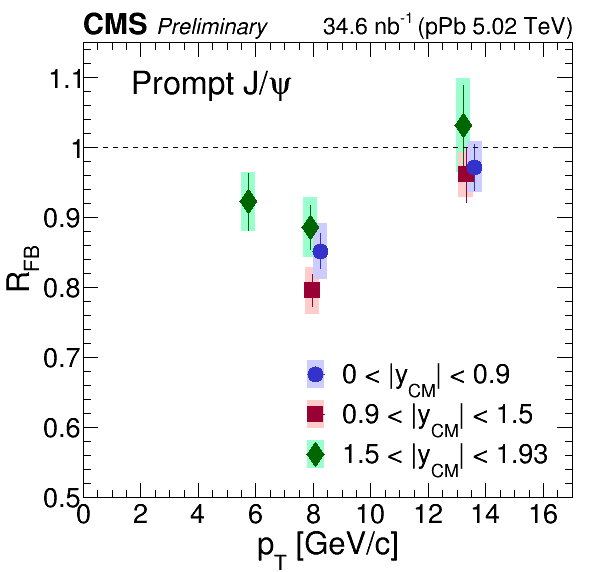 CMS Preliminary 34.6 nb⁻¹ (pPb 5.02 TeV)
Prompt J/ψ
1.1
1
0.9
0.8
0.7
0.6
0.5
R_FB
0 < |y_CM| < 0.9
0.9 < |y_CM| < 1.5
1.5 < |y_CM| < 1.93
0 2 4 6 8 10 12 14 16
p_T [GeV/c]